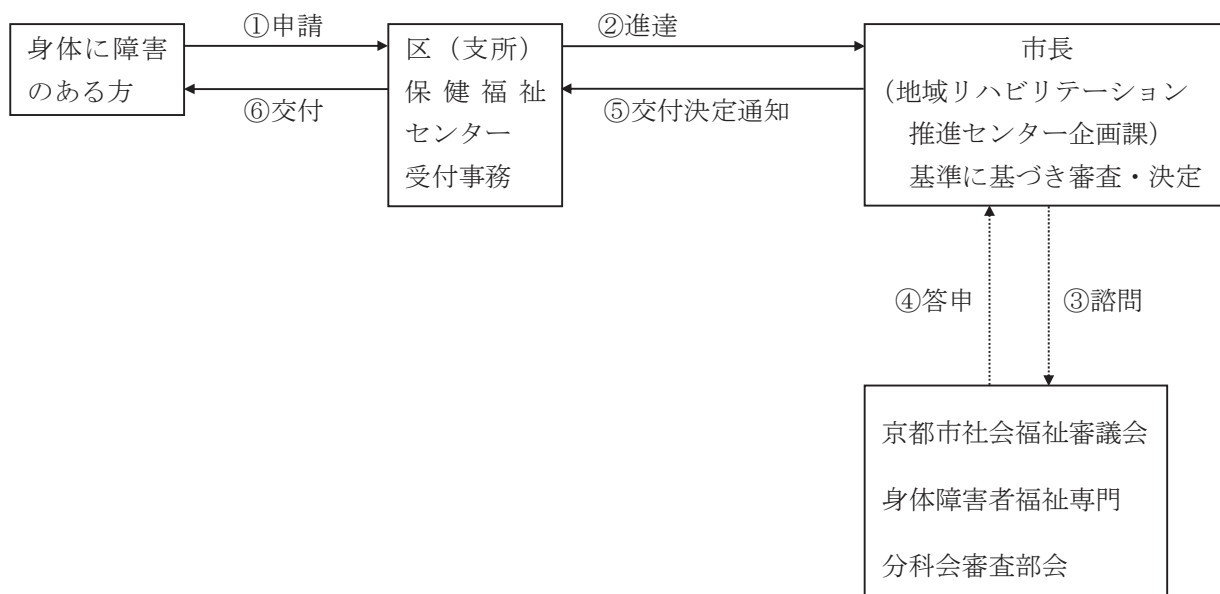 ①申請
②進達
身体に障害
のある方
区（支所）
保健福祉
センター
受付事務
市長
（地域リハビリテーション
推進センター企画課）
基準に基づき審査・決定
⑥交付
⑤交付決定通知
④答申
③諮問
京都市社会福祉審議会
身体障害者福祉専門
分科会審査部会